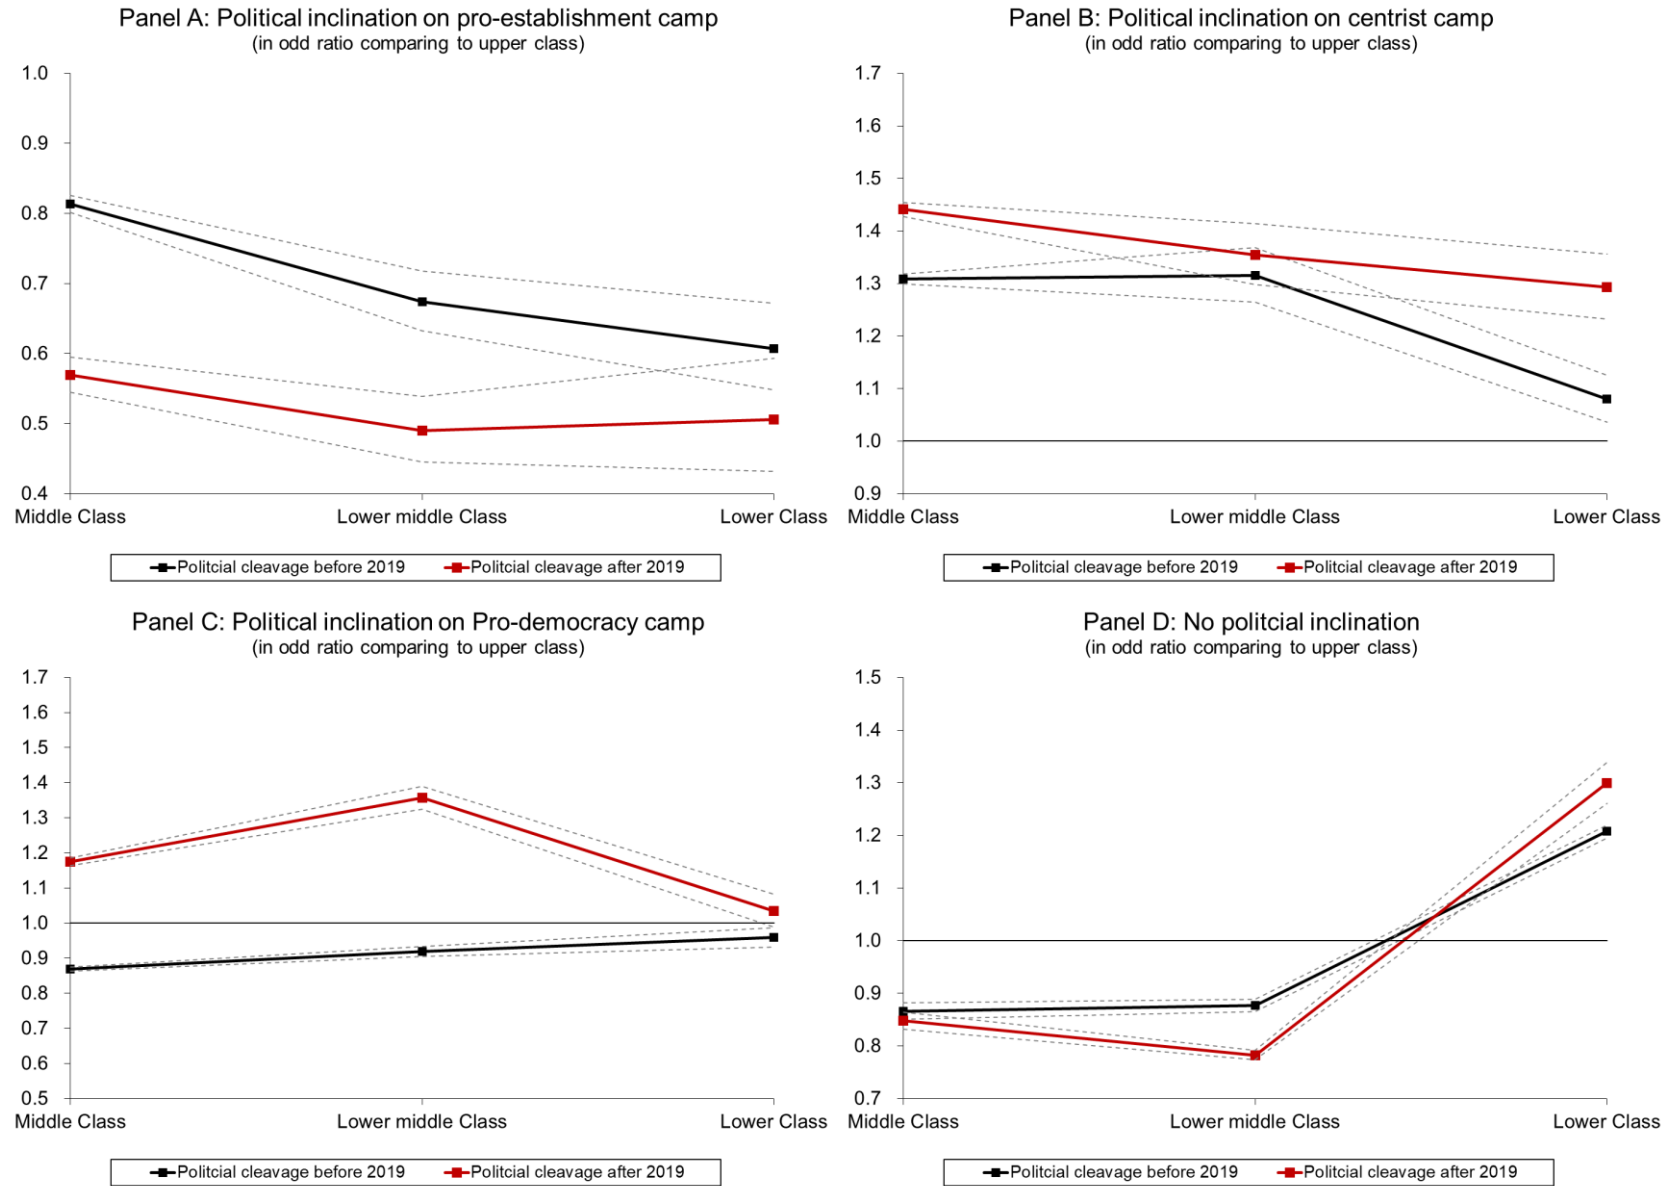 Panel A: Political inclination on pro-establishment camp
(in odd ratio comparing to upper class)
1.0
0.9
0.8
0.7
0.6
0.5
0.4
Middle Class
Lower middle Class
Lower Class
Politcial cleavage before 2019
Politcial cleavage after 2019
Panel B: Political inclination on centrist camp
(in odd ratio comparing to upper class)
1.7
1.6
1.5
1.4
1.3
1.2
1.1
1.0
0.9
Middle Class
Lower middle Class
Lower Class
Politcial cleavage before 2019
Politcial cleavage after 2019
Panel C: Political inclination on Pro-democracy camp
(in odd ratio comparing to upper class)
1.7
1.6
1.5
1.4
1.3
1.2
1.1
1.0
0.9
0.8
0.7
0.6
0.5
Middle Class
Lower middle Class
Lower Class
Politcial cleavage before 2019
Politcial cleavage after 2019
Panel D: No politcial inclination
(in odd ratio comparing to upper class)
1.5
1.4
1.3
1.2
1.1
1.0
0.9
0.8
0.7
Middle Class
Lower middle Class
Lower Class
Politcial cleavage before 2019
Politcial cleavage after 2019